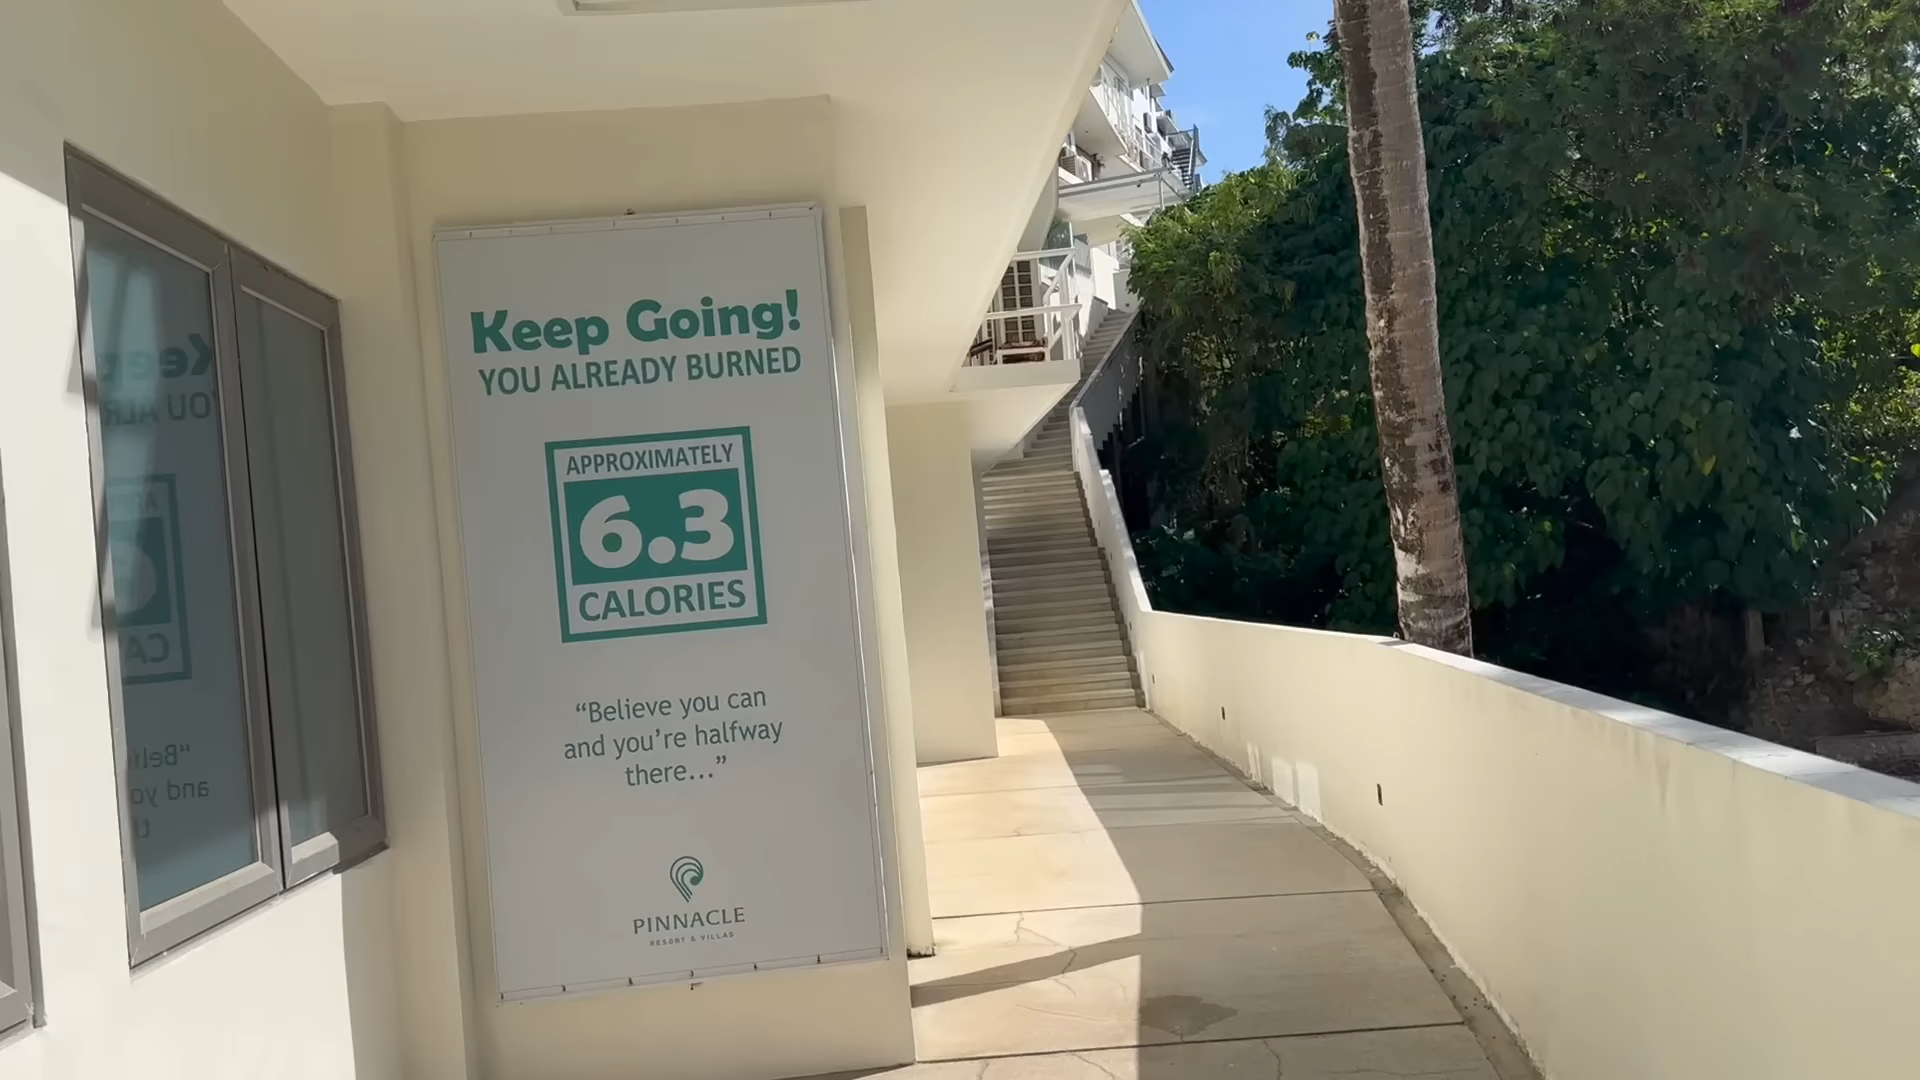 Keep Going!
YOU ALREADY BURNED
APPROXIMATELY
6.3
CALORIES
“Believe you can
and you’re halfway
there...”
PINNACLE
RESORT & VILLAS